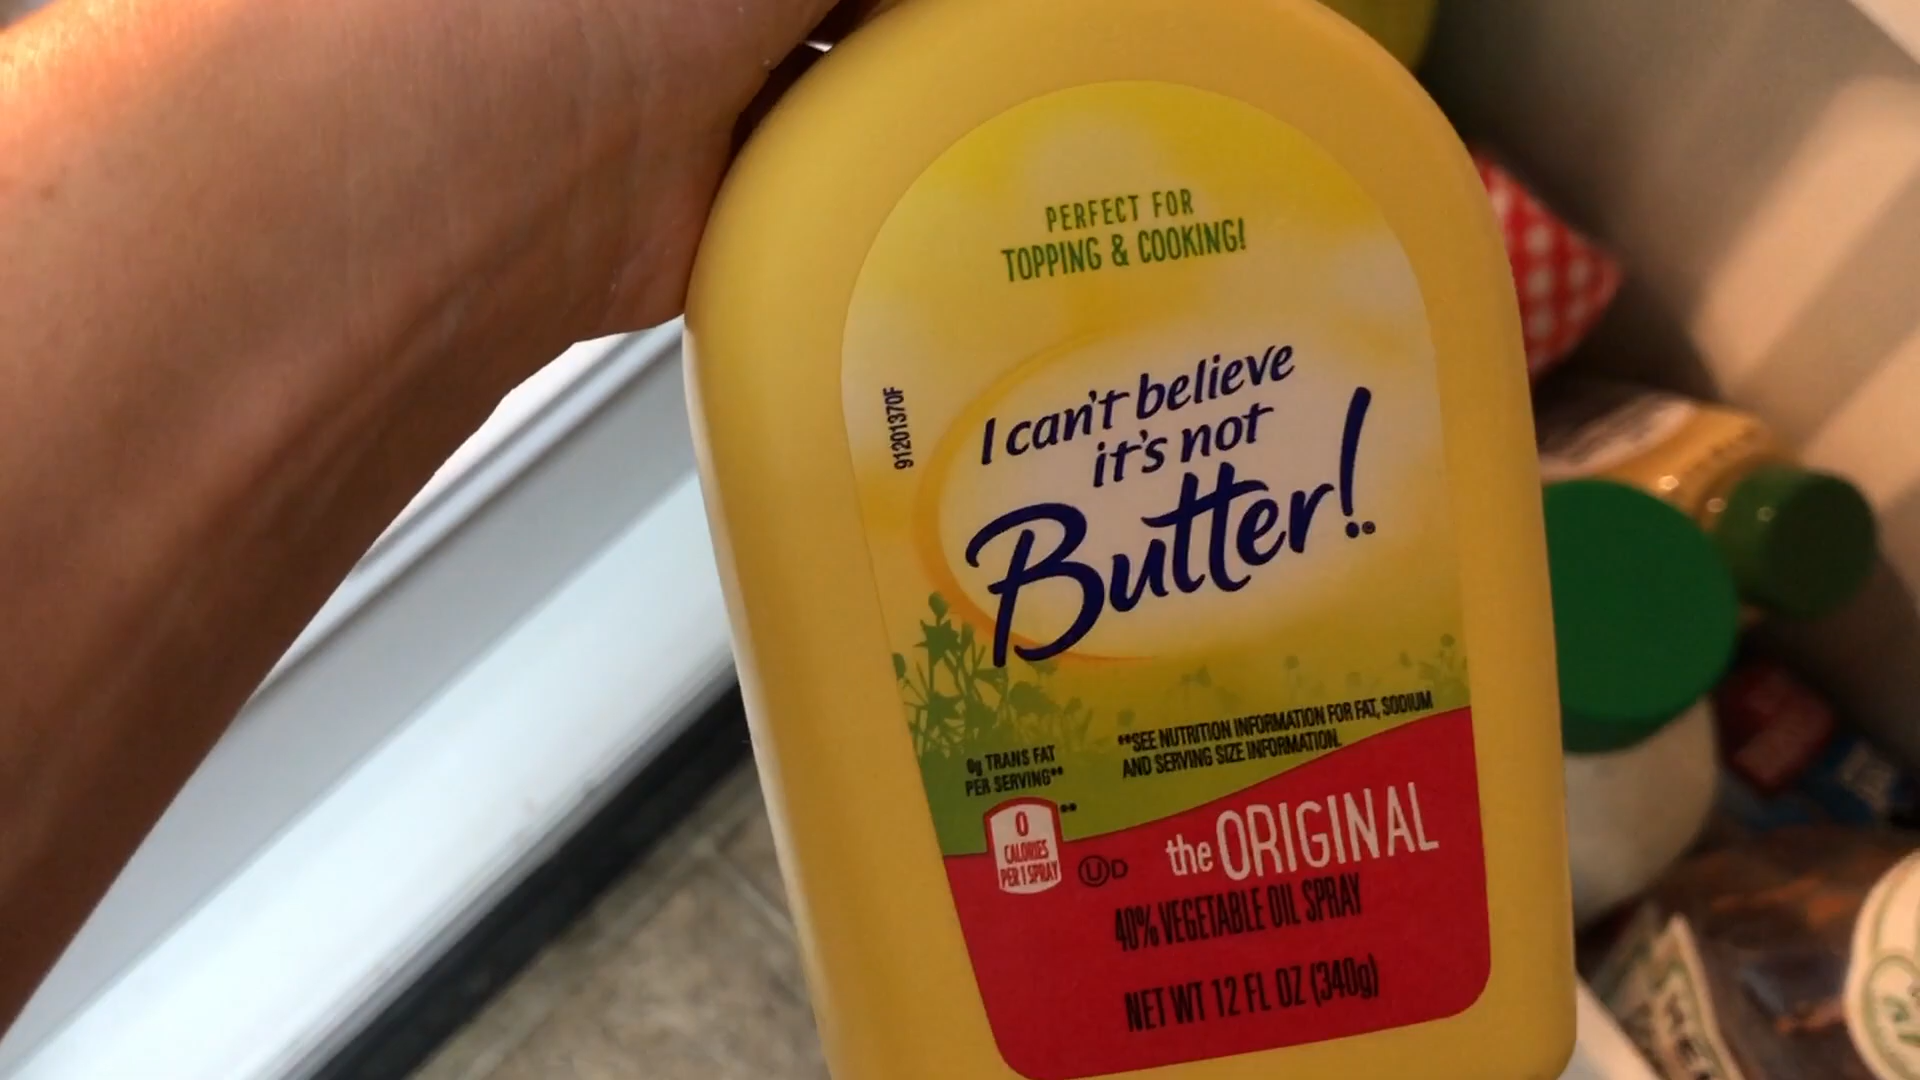 PERFECT FOR
TOPPING & COOKING!
91201370F
I can't believe
it's not
Butter!®
0g TRANS FAT
PER SERVING**
**SEE NUTRITION INFORMATION FOR FAT, SODIUM
AND SERVING SIZE INFORMATION.
**
0
CALORIES
PER 1 SPRAY
UD
the ORIGINAL
40% VEGETABLE OIL SPRAY
NET WT 12 FL OZ (340g)